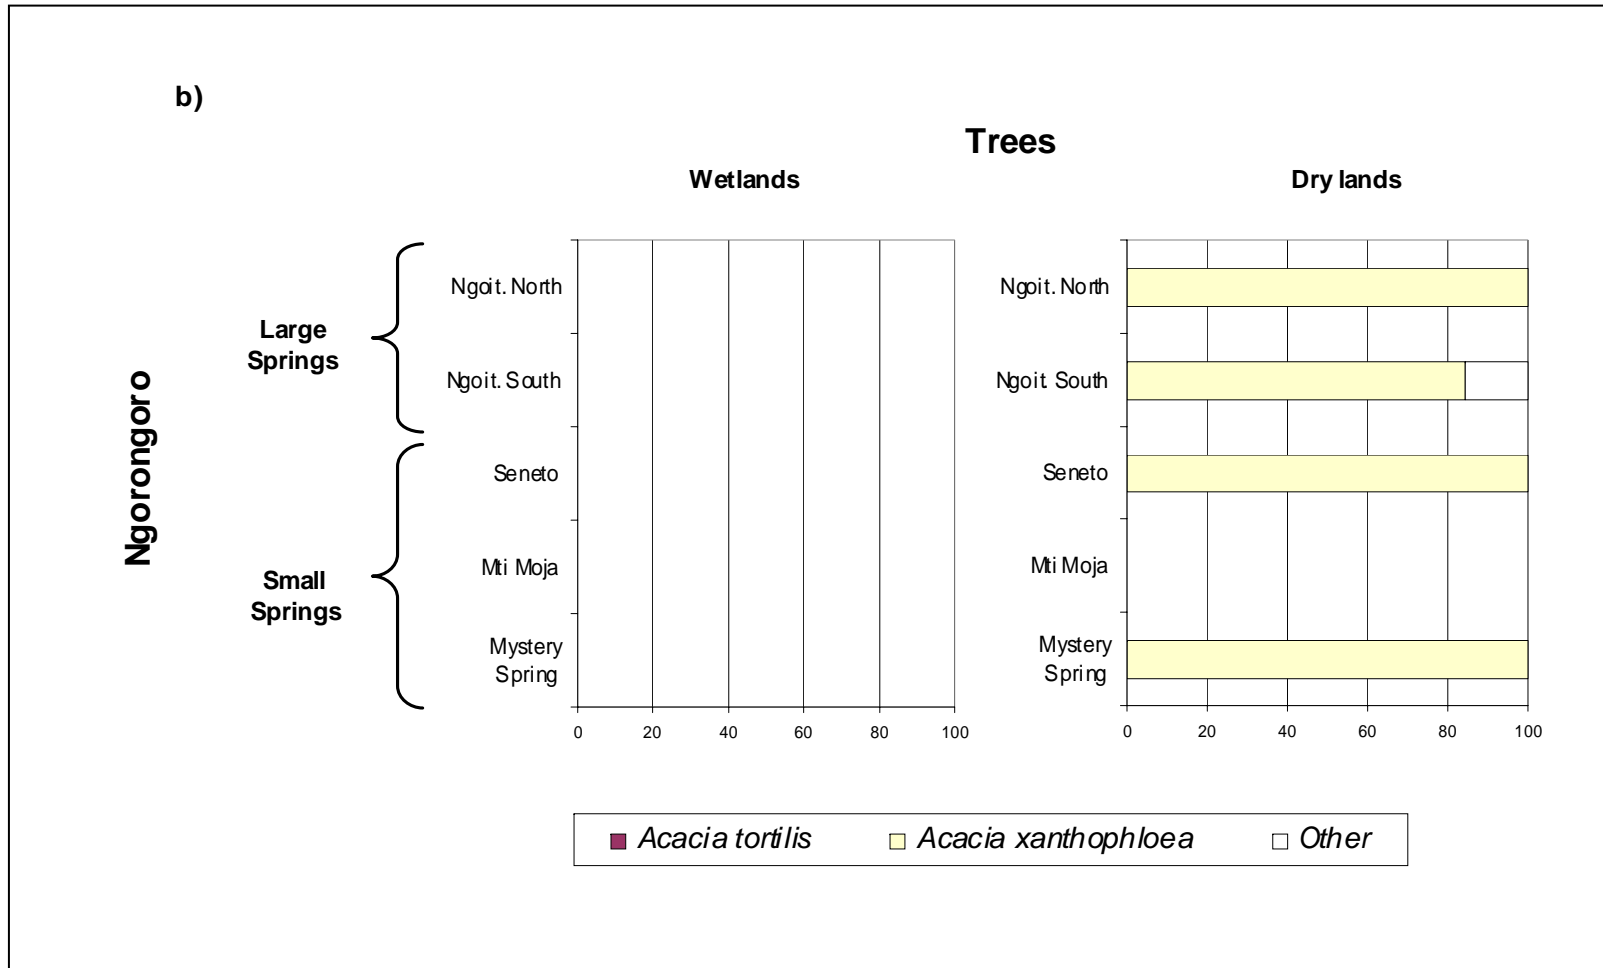 b)
Trees
Wetlands
Dry lands
Ngorongoro
Large
Springs
Small
Springs
Ngoit. North
Ngoit. South
Seneto
Mti Moja
Mystery
Spring
0 20 40 60 80 100
Ngoit. North
Ngoit. South
Seneto
Mti Moja
Mystery
Spring
0 20 40 60 80 100
Acacia tortilis Acacia xanthophloea Other